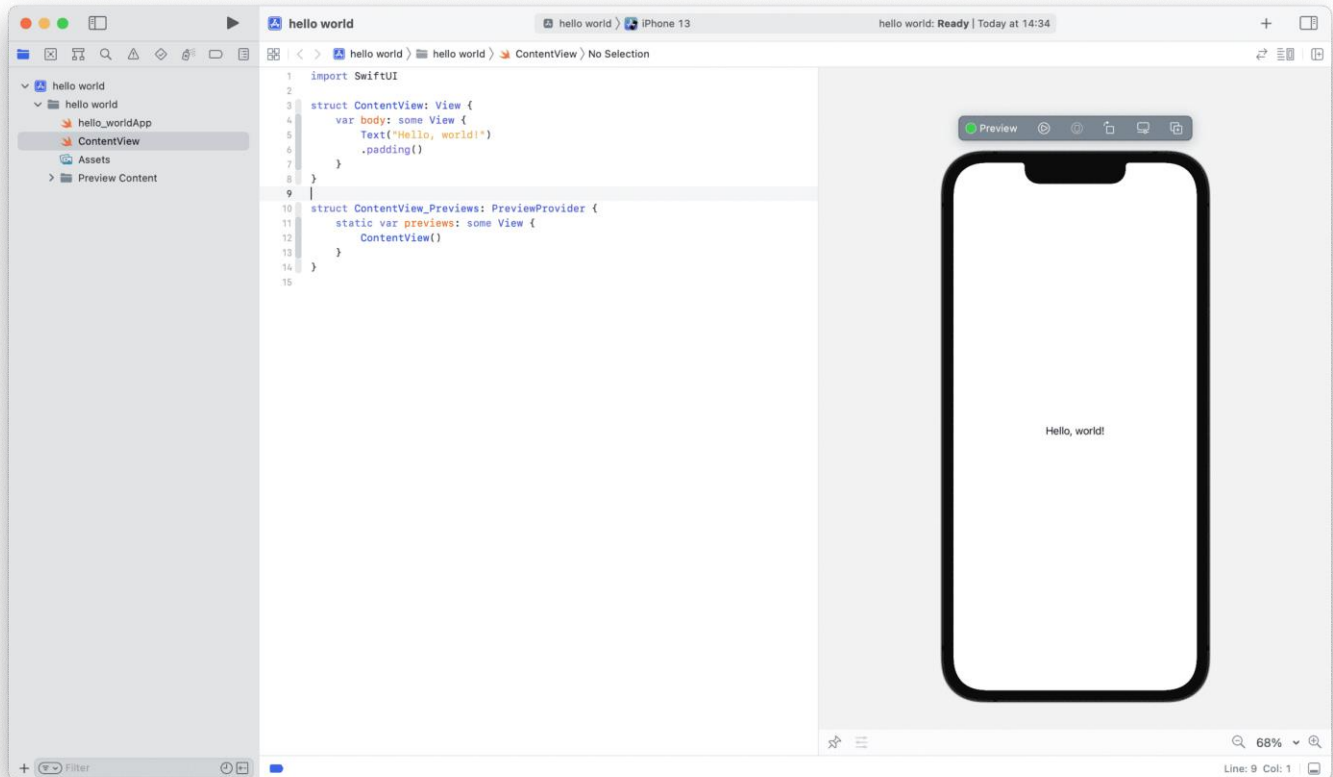 hello world
hello world 〉 iPhone 13
hello world: Ready | Today at 14:34
hello world 〉 hello world 〉 ContentView 〉 No Selection
hello world
hello world
hello_worldApp
ContentView
Assets
Preview Content
Filter
1 import SwiftUI
2
3 struct ContentView: View {
4     var body: some View {
5         Text("Hello, world!")
6         .padding()
7     }
8 }
9
10 struct ContentView_Previews: PreviewProvider {
11     static var previews: some View {
12         ContentView()
13     }
14 }
15
Preview
Hello, world!
68%
Line: 9 Col: 1